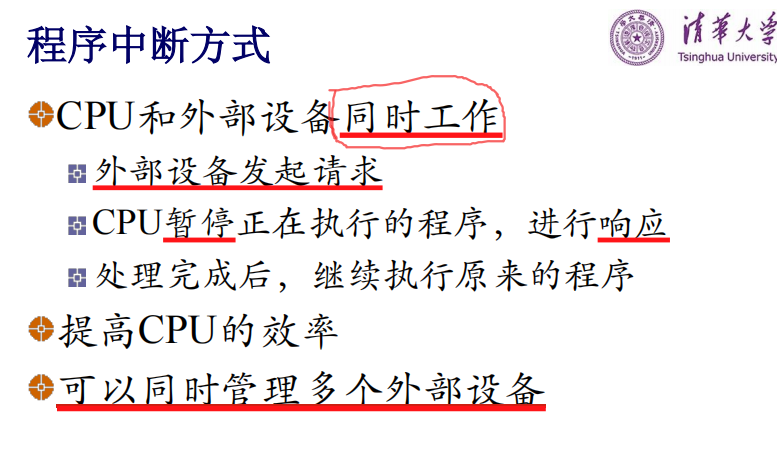 程序中断方式
清華大学
Tsinghua University
CPU和外部设备同时工作
外部设备发起请求
CPU暂停正在执行的程序，进行响应
处理完成后，继续执行原来的程序
提高CPU的效率
可以同时管理多个外部设备